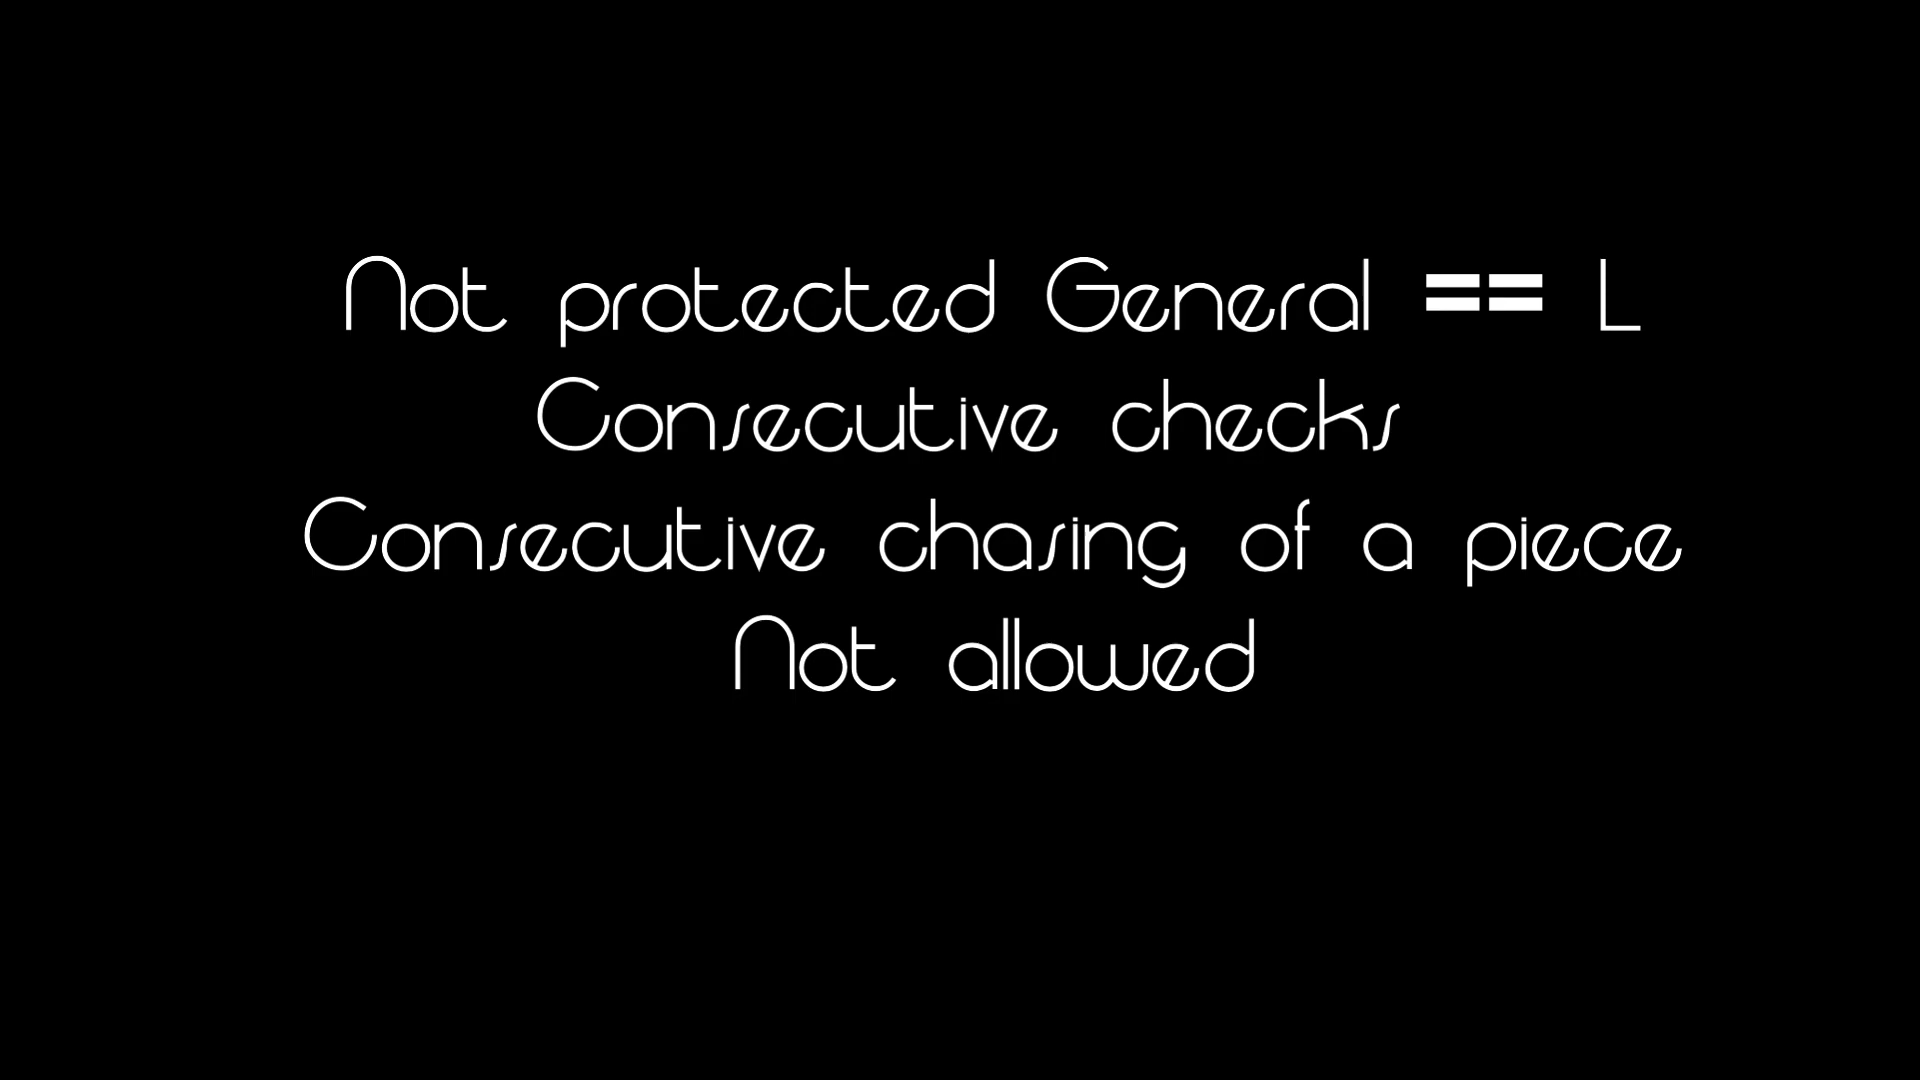 Not protected General == L
Consecutive checks
Consecutive chasing of a piece
Not allowed